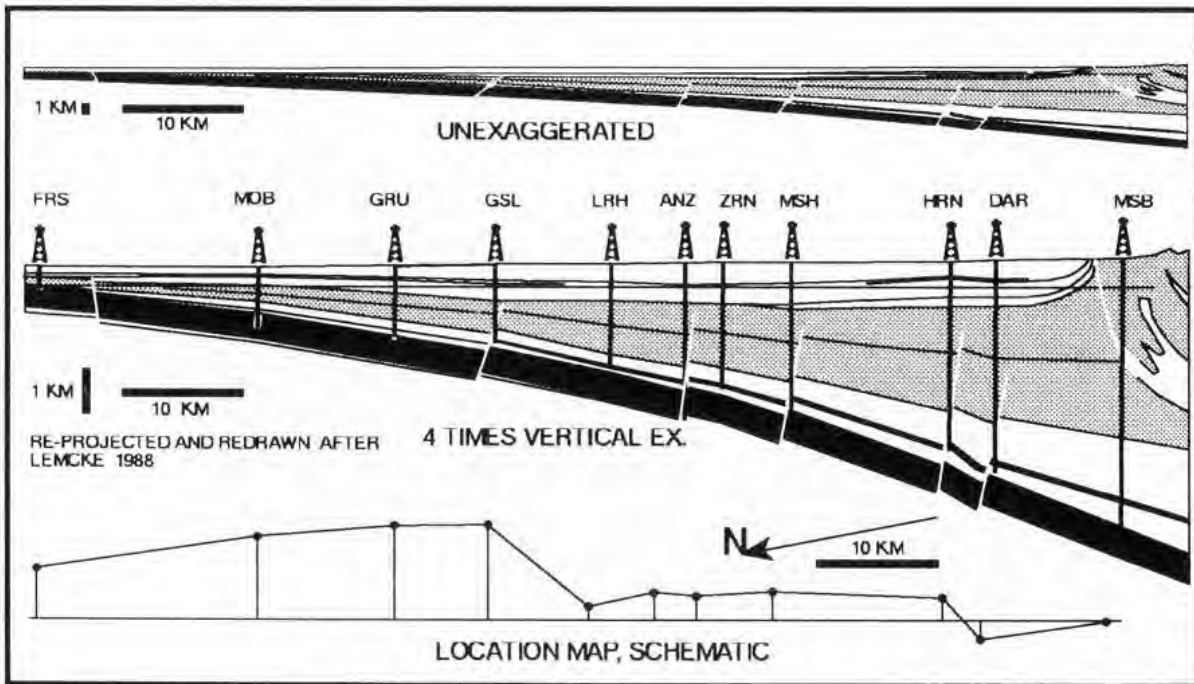 1 KM
10 KM
UNEXAGGERATED
FRS MOB GRU GSL LRH ANZ ZRN MSH HRN DAR MSB
1 KM
10 KM
RE-PROJECTED AND REDRAWN AFTER
LEMCKE 1988
4 TIMES VERTICAL EX.
N
10 KM
LOCATION MAP, SCHEMATIC